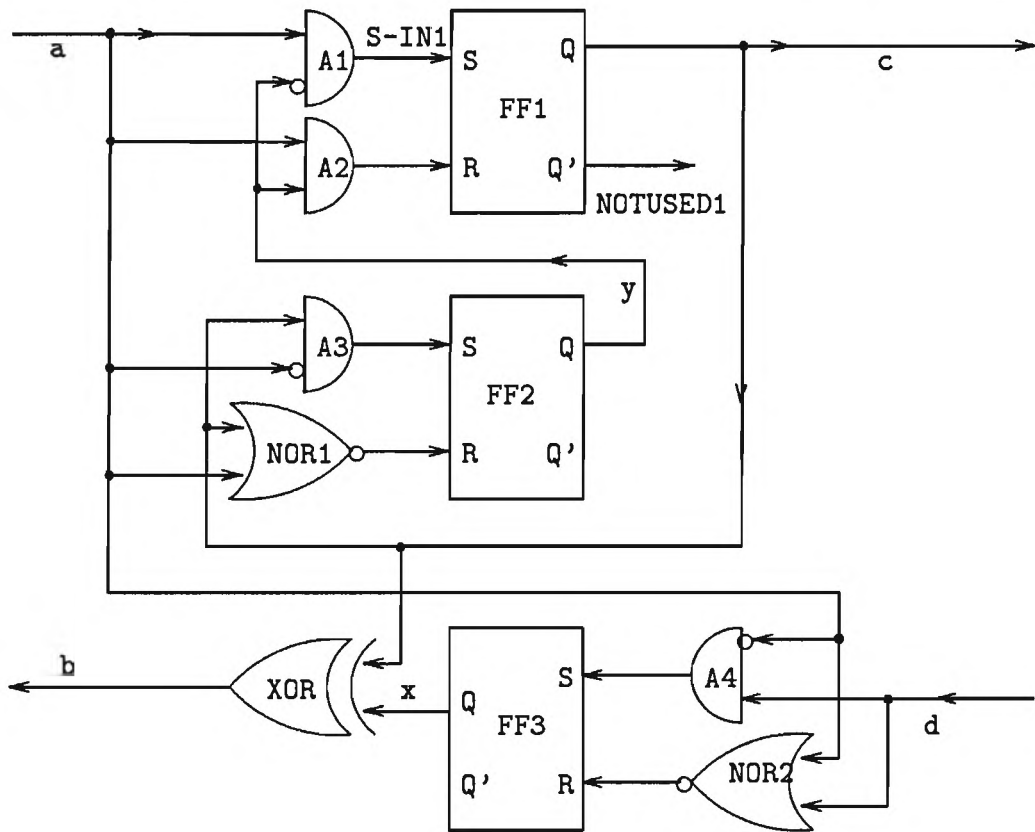 a
S-IN1
A1
S
Q
c
FF1
A2
R
Q'
NOTUSED1
y
A3
S
Q
FF2
NOR1
R
Q'
b
XOR
x
Q
S
A4
d
FF3
Q'
R
NOR2